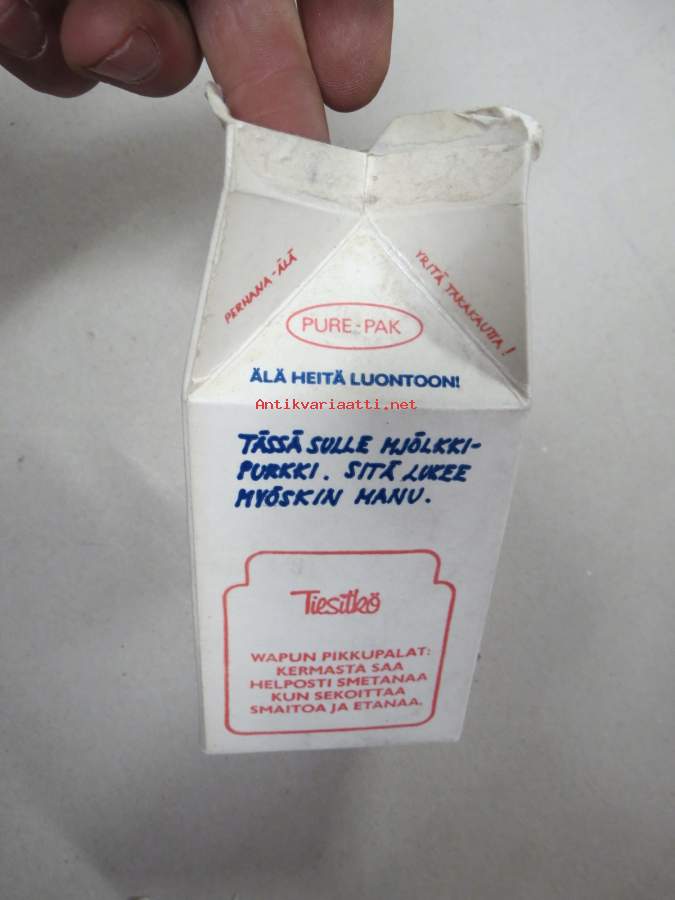 PERHANA-ÄLÄ
YRITÄ TAKAKAUTTA!
PURE-PAK
ÄLÄ HEITÄ LUONTOON!
Antikvariaatti.net
TÄSSÄ SULLE MJÖLKKI-
PURKKI. SITÄ LUKEE
MYÖSKIN MANU.
Tiesitkö
WAPUN PIKKUPALAT:
KERMASTA SAA
HELPOSTI SMETANAA
KUN SEKOITTAA
SMAITOA JA ETANAA.